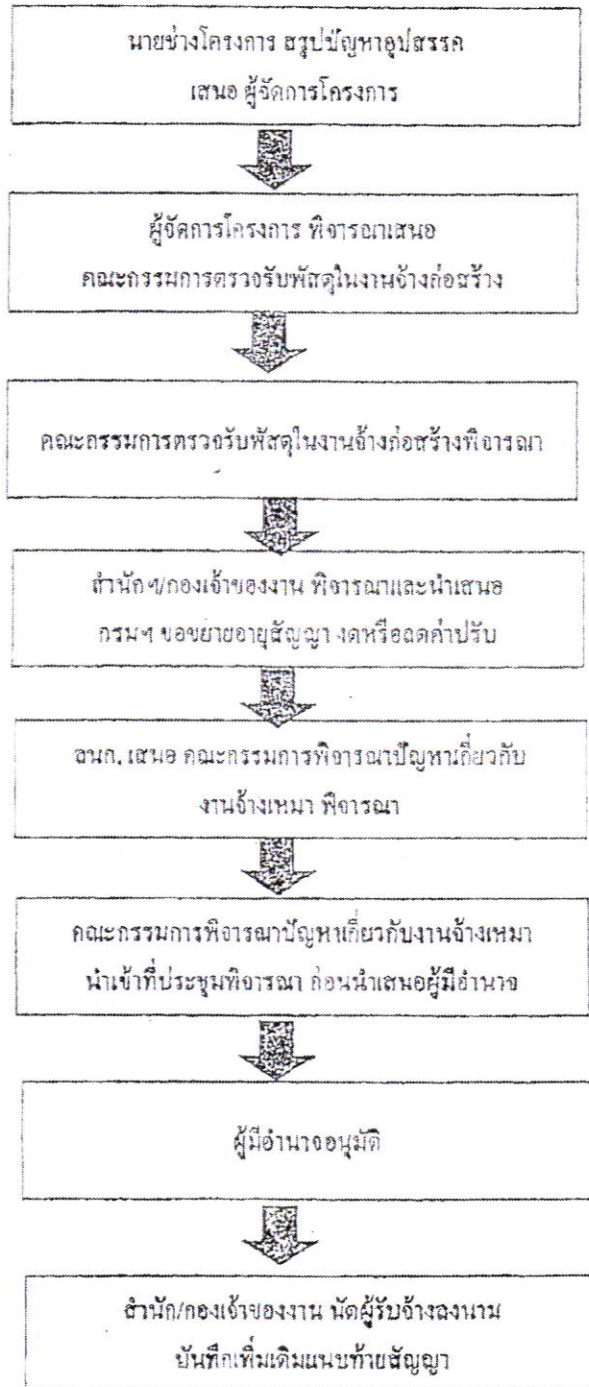 นายช่างโครงการ สรุปปัญหาอุปสรรค
เสนอ ผู้จัดการโครงการ
ผู้จัดการโครงการ พิจารณาเสนอ
คณะกรรมการตรวจรับพัสดุในงานจ้างก่อสร้าง
คณะกรรมการตรวจรับพัสดุในงานจ้างก่อสร้างพิจารณา
สำนักฯ/กองเจ้าของงาน พิจารณาและนำเสนอ
กรมฯ ขอขยายอายุสัญญา งดหรือลดค่าปรับ
ลนก. เสนอ คณะกรรมการพิจารณาปัญหาเกี่ยวกับ
งานจ้างเหมา พิจารณา
คณะกรรมการพิจารณาปัญหาเกี่ยวกับงานจ้างเหมา
นำเข้าที่ประชุมพิจารณา ก่อนนำเสนอผู้มีอำนาจ
ผู้มีอำนาจอนุมัติ
สำนัก/กองเจ้าของงาน นัดผู้รับจ้างลงนาม
บันทึกเพิ่มเติมแนบท้ายสัญญา